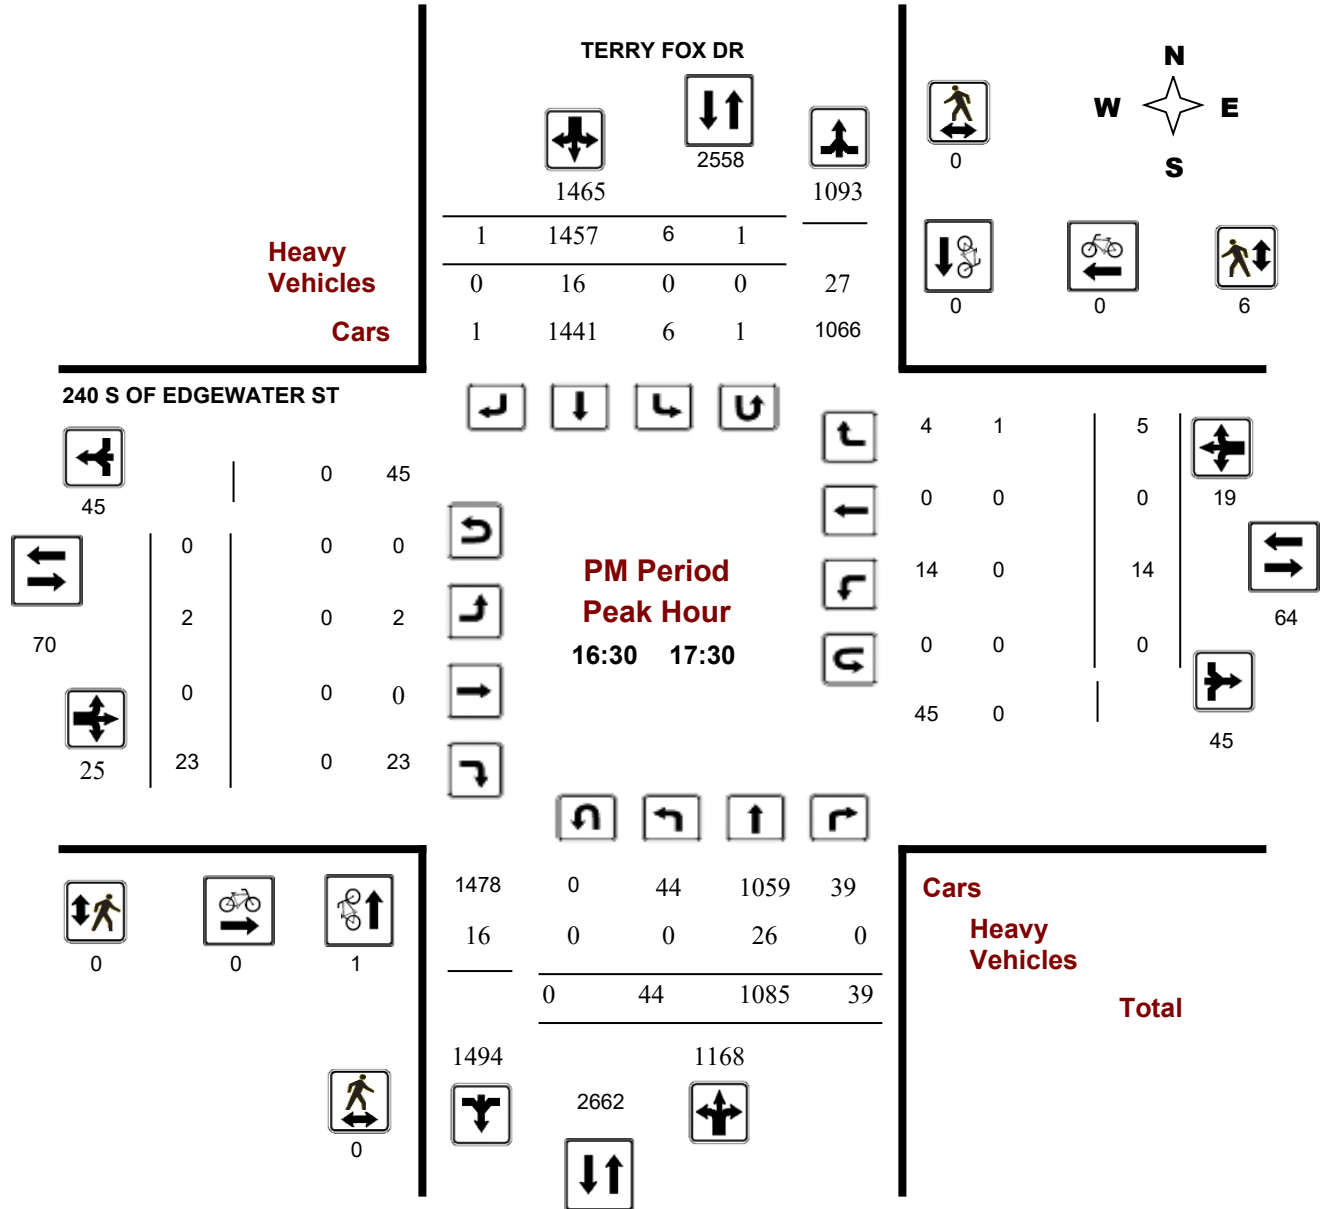 TERRY FOX DR
N
W E
S
2558
0
1465 1093
1 1457 6 1
Heavy
Vehicles 0 16 0 0 27
Cars 1 1441 6 1 1066
0 0 6
240 S OF EDGEWATER ST
4 1 5
0 45
45
0 0 0 19
0 0 0
PM Period
14 0 14
Peak Hour
2 0 2
64
70
16:30 17:30
0 0 0
0 0 0
45 0
45
25 23 0 23
1478 0 44 1059 39 Cars
16 0 0 26 0 Heavy
Vehicles
0 0 1
0 44 1085 39 Total
1494 1168
2662
0